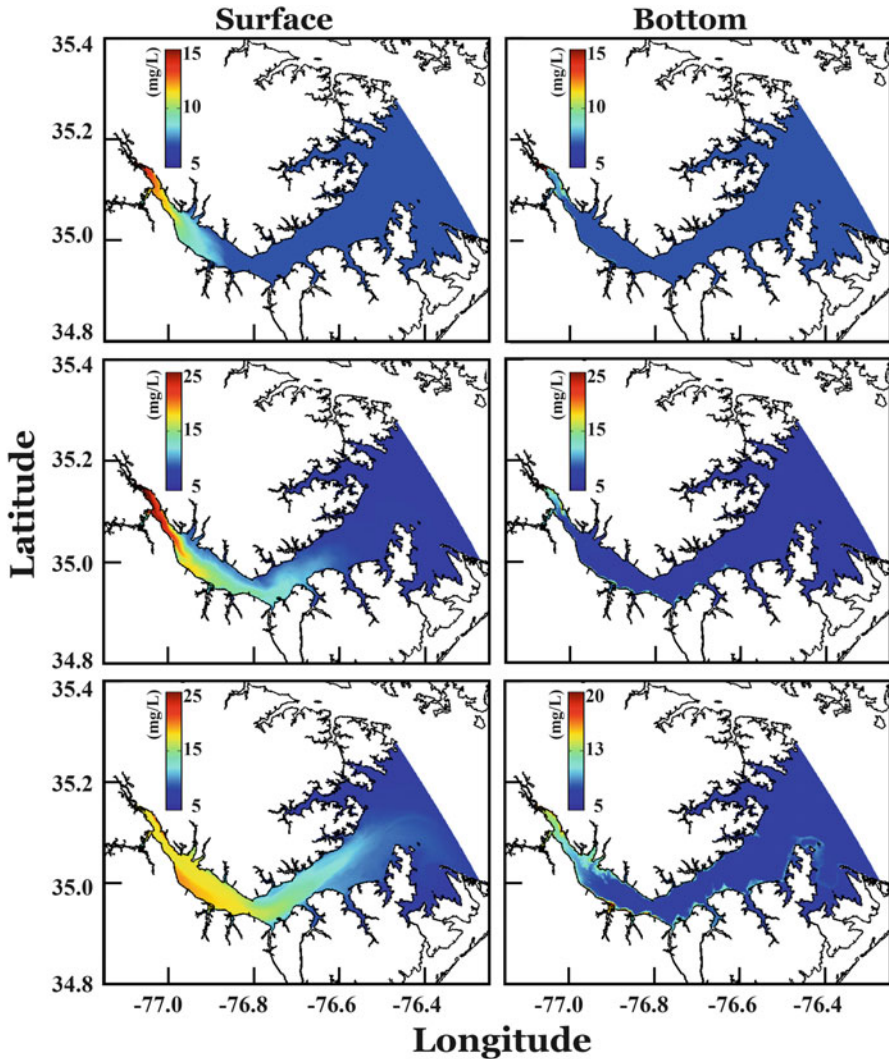 Surface Bottom
35.4
(mg/L) 15 10 5
(mg/L) 15 10 5
35.2
35.0
34.8
35.4
(mg/L) 25 15 5
(mg/L) 25 15 5
35.2
35.0
34.8
35.4
(mg/L) 25 15 5
(mg/L) 20 13 5
35.2
35.0
34.8
Latitude
-77.0 -76.8 -76.6 -76.4 -77.0 -76.8 -76.6 -76.4
Longitude